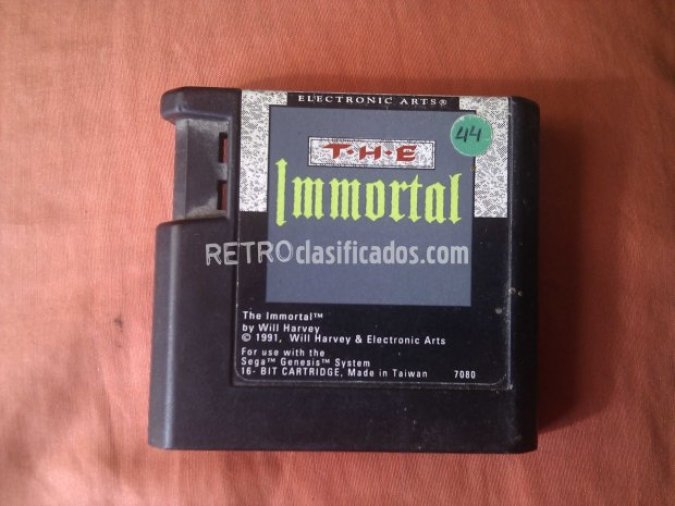 ELECTRONIC ARTS®
44
T·H·E
Immortal
RETROclasificados.com
The Immortal™
by Will Harvey
© 1991, Will Harvey & Electronic Arts
For use with the
Sega™ Genesis™ System
16- BIT CARTRIDGE, Made in Taiwan 7080